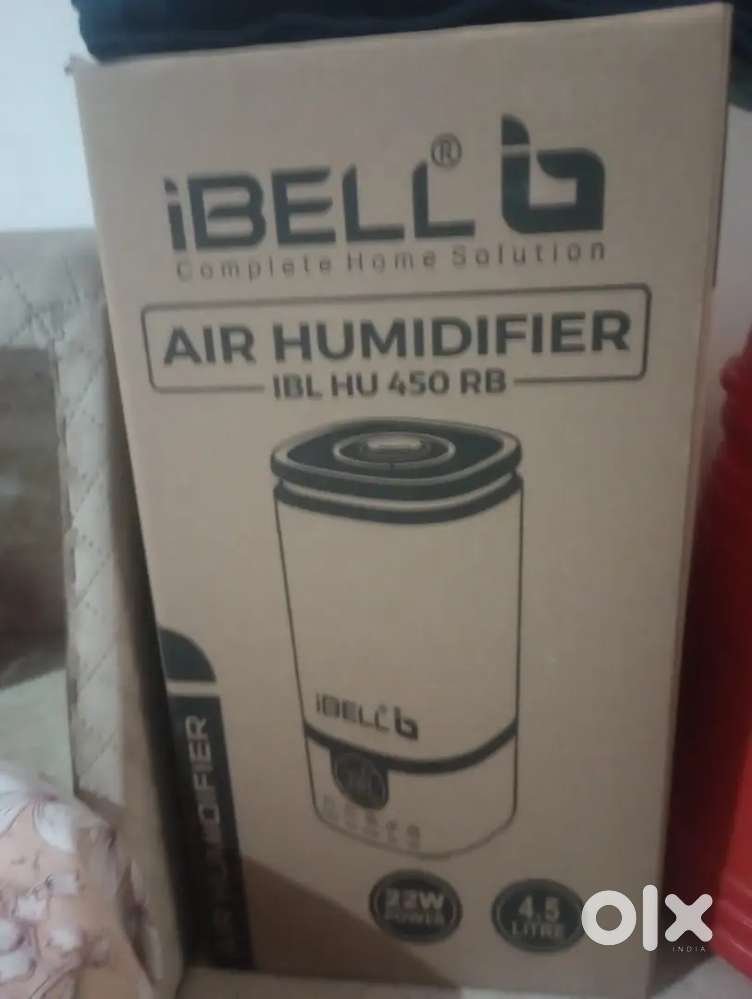 iBELL® b
Complete Home Solution
AIR HUMIDIFIER
IBL HU 450 RB
iBELL® b
AIR HUMIDIFIER
22W
POWER
4.5
LITRE
olx
INDIA